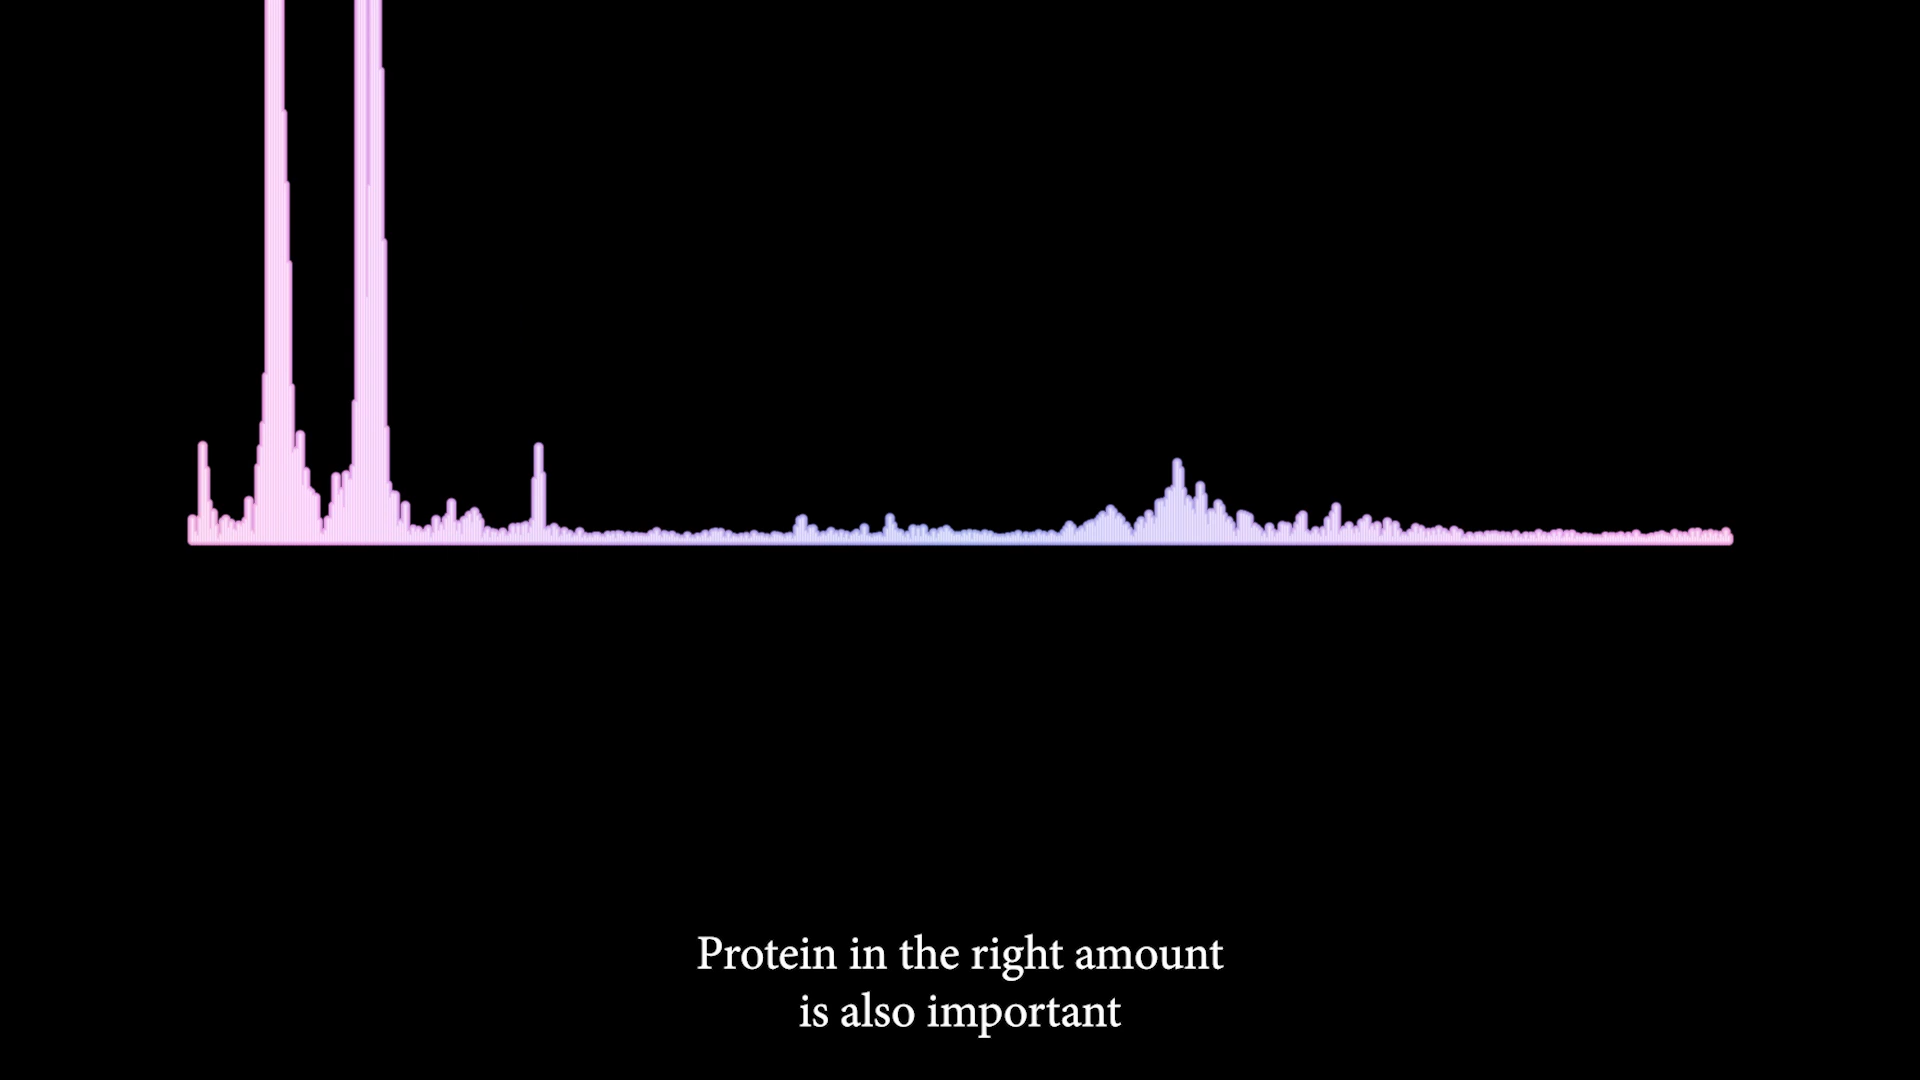 Protein in the right amount
is also important